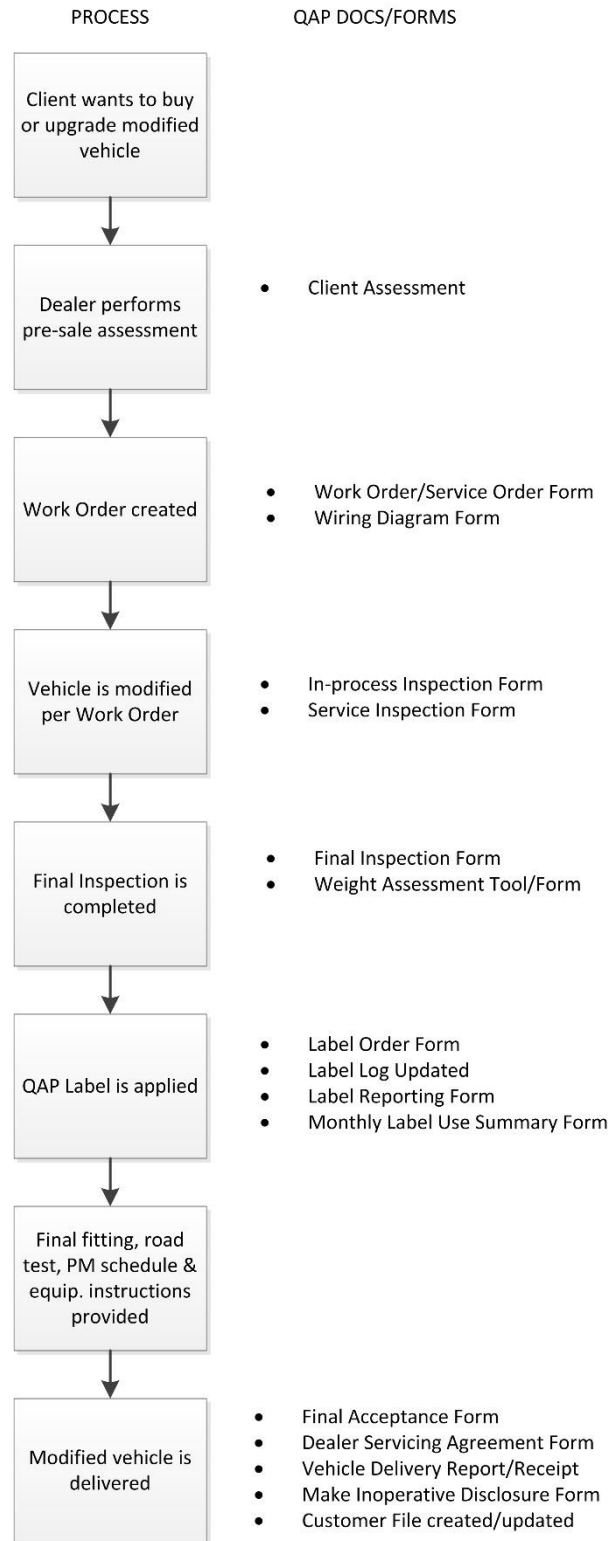 PROCESS
QAP DOCS/FORMS
Client wants to buy
or upgrade modified
vehicle
Dealer performs
pre-sale assessment
• Client Assessment
Work Order created
• Work Order/Service Order Form
• Wiring Diagram Form
Vehicle is modified
per Work Order
• In-process Inspection Form
• Service Inspection Form
Final Inspection is
completed
• Final Inspection Form
• Weight Assessment Tool/Form
QAP Label is applied
• Label Order Form
• Label Log Updated
• Label Reporting Form
• Monthly Label Use Summary Form
Final fitting, road
test, PM schedule &
equip. instructions
provided
Modified vehicle is
delivered
• Final Acceptance Form
• Dealer Servicing Agreement Form
• Vehicle Delivery Report/Receipt
• Make Inoperative Disclosure Form
• Customer File created/updated